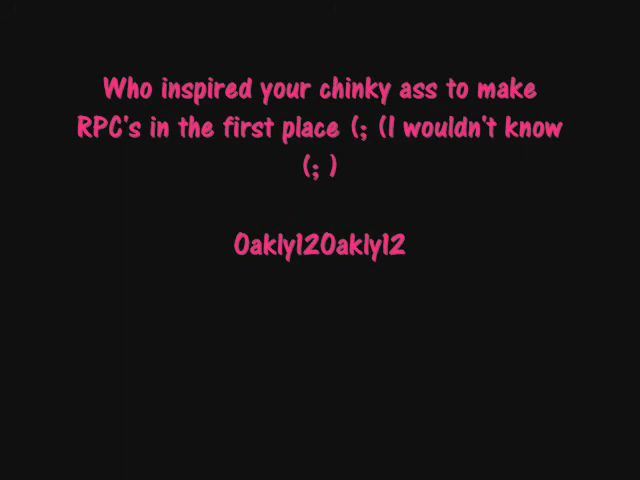 Who inspired your chinky ass to make
RPC's in the first place (; (I wouldn't know
(; )
Oakly12Oakly12